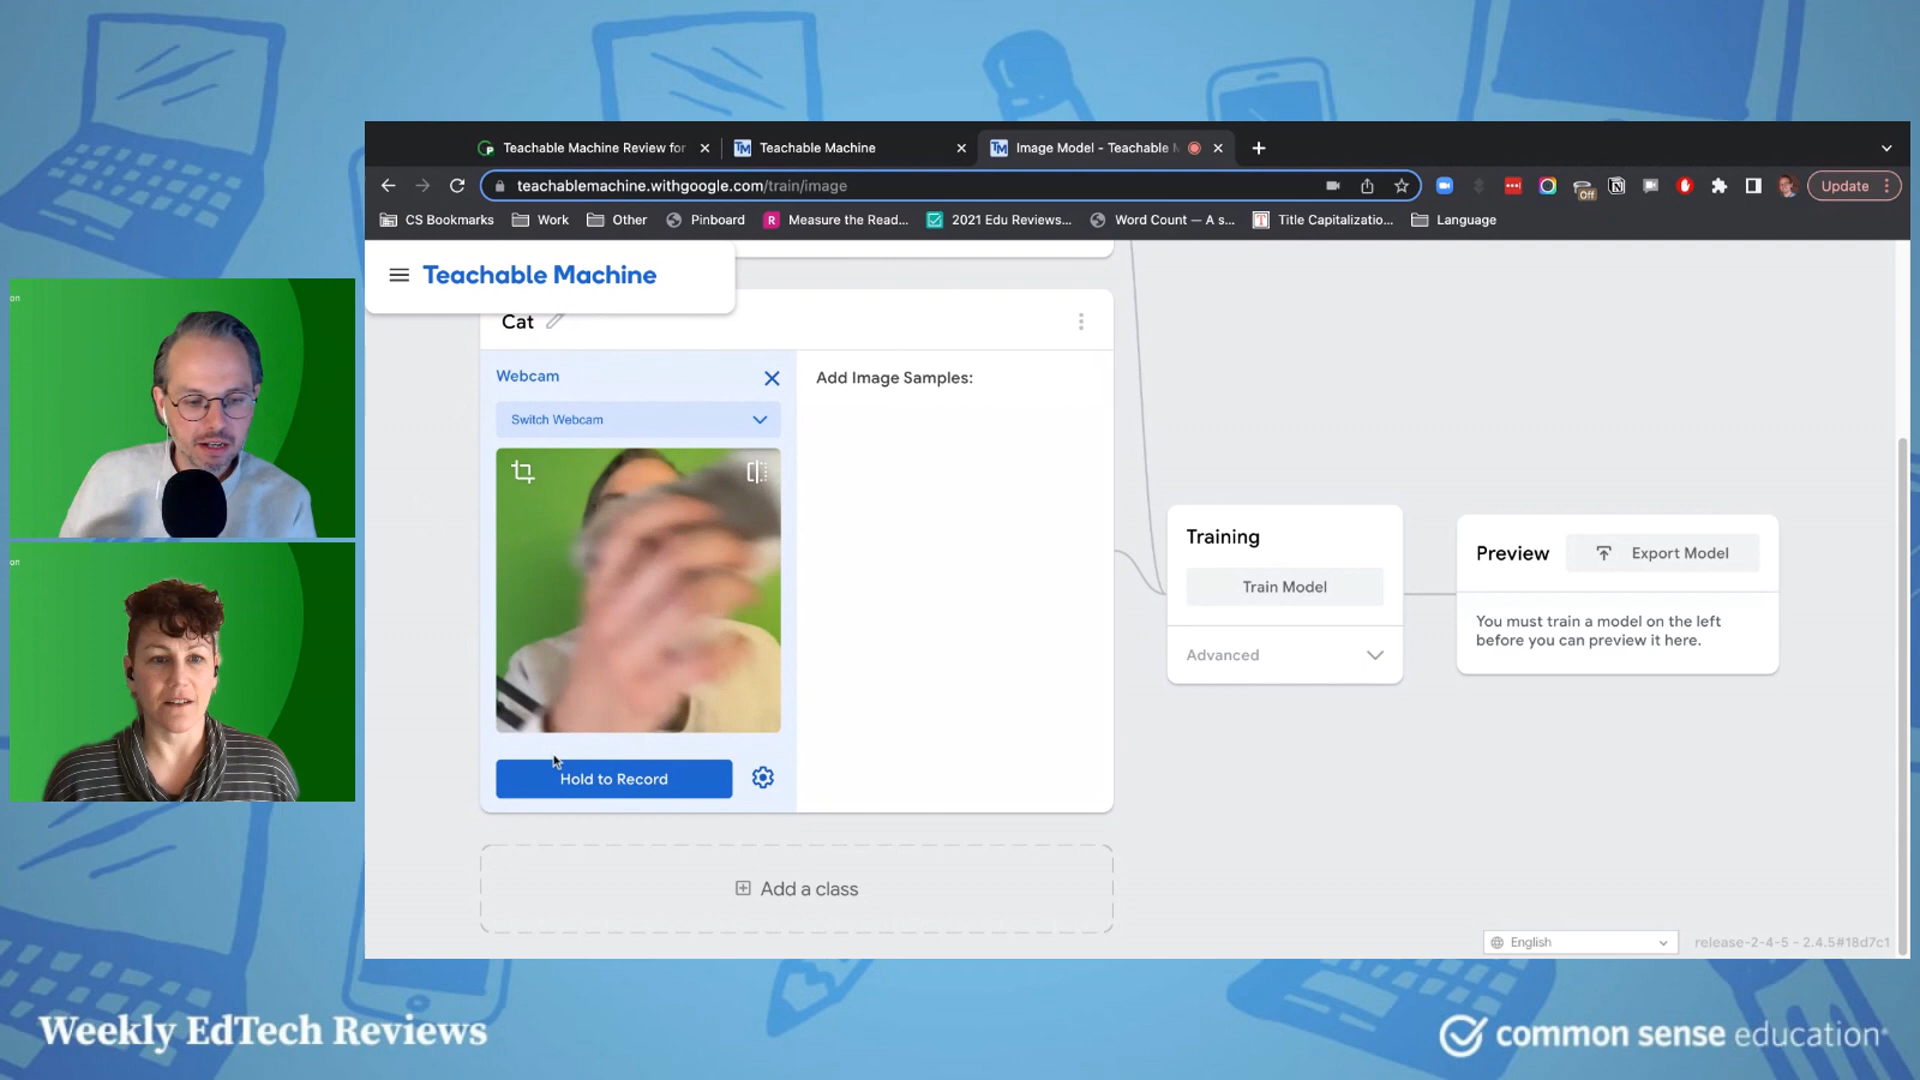 Teachable Machine Review for
Teachable Machine
Image Model - Teachable M
teachablemachine.withgoogle.com/train/image
Off
Update
CS Bookmarks
Work
Other
Pinboard
R
Measure the Read...
2021 Edu Reviews...
Word Count — A s...
T
Title Capitalizatio...
Language
Teachable Machine
Cat
Webcam
Switch Webcam
Add Image Samples:
Hold to Record
Training
Train Model
Advanced
Preview
Export Model
You must train a model on the left
before you can preview it here.
Add a class
English
release-2-4-5 - 2.4.5#18d7c1
on
on
Weekly EdTech Reviews
common sense education